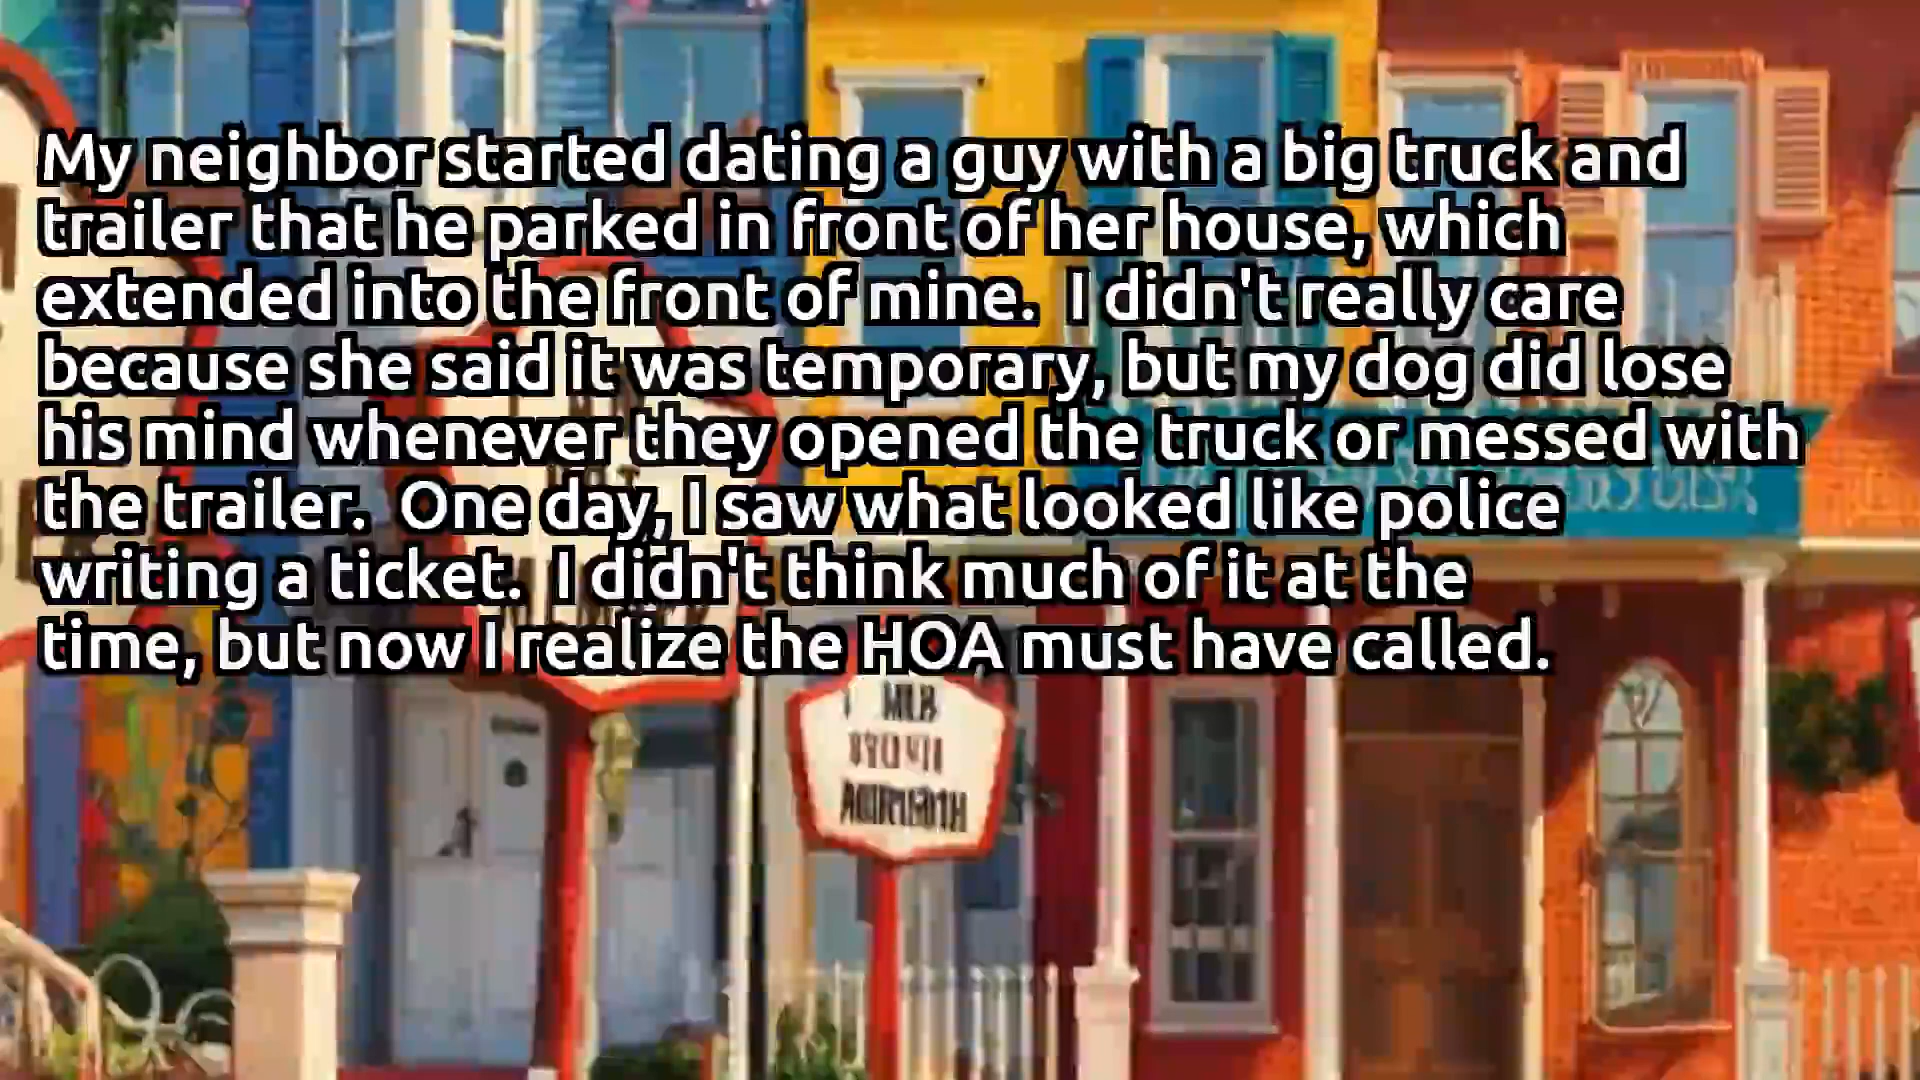 My neighbor started dating a guy with a big truck and
trailer that he parked in front of her house, which
extended into the front of mine.  I didn't really care
because she said it was temporary, but my dog did lose
his mind whenever they opened the truck or messed with
the trailer.  One day, I saw what looked like police
writing a ticket.  I didn't think much of it at the
time, but now I realize the HOA must have called.